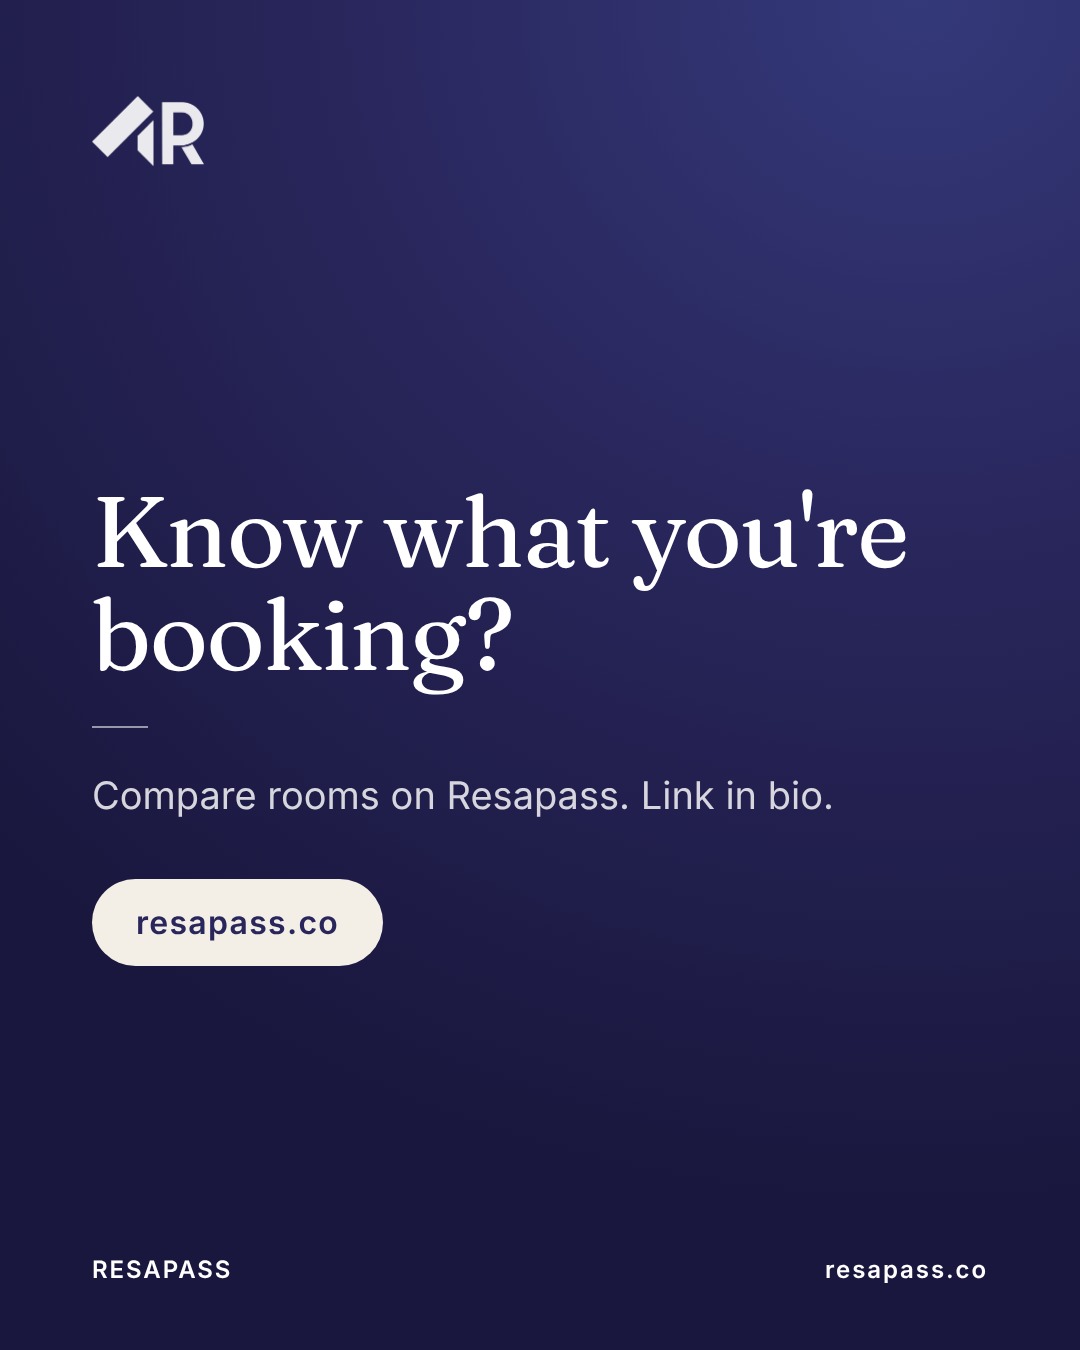 R
Know what you're
booking?
Compare rooms on Resapass. Link in bio.
resapass.co
RESAPASS
resapass.co